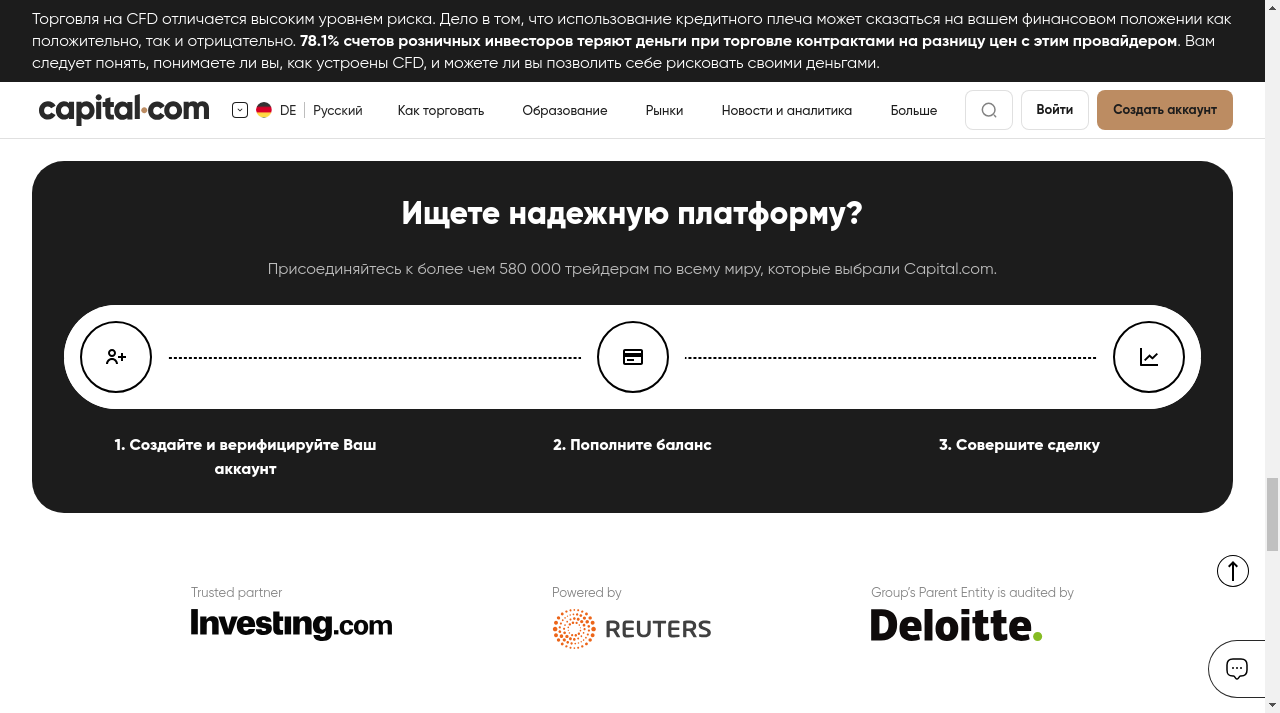 Торговля на CFD отличается высоким уровнем риска. Дело в том, что использование кредитного плеча может сказаться на вашем финансовом положении как
положительно, так и отрицательно. 78.1% счетов розничных инвесторов теряют деньги при торговле контрактами на разницу цен с этим провайдером. Вам
следует понять, понимаете ли вы, как устроены CFD, и можете ли вы позволить себе рисковать своими деньгами.
capital.com DE Русский Как торговать Образование Рынки Новости и аналитика Больше Войти Создать аккаунт
Ищете надежную платформу?
Присоединяйтесь к более чем 580 000 трейдерам по всему миру, которые выбрали Capital.com.
1. Создайте и верифицируйте Ваш
аккаунт
2. Пополните баланс
3. Совершите сделку
Trusted partner
Investing.com
Powered by
REUTERS
Group's Parent Entity is audited by
Deloitte.